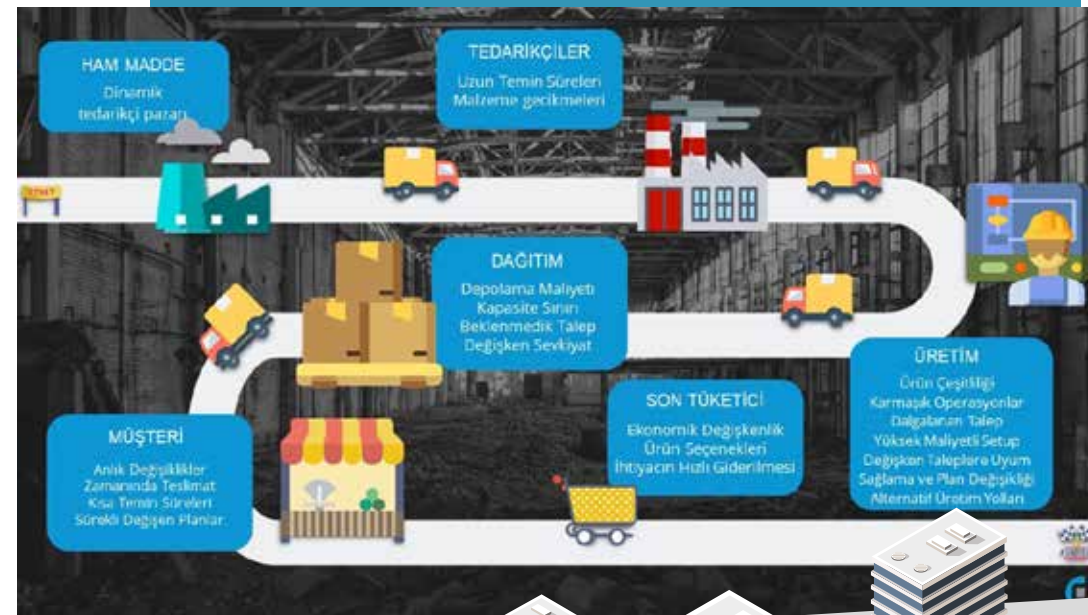 HAM MADDE
Dinamik
tedarikçi pazarı
TEDARİKÇİLER
Uzun Temin Süreleri
Malzeme gecikmeleri
START
DAĞITIM
Depolama Maliyeti
Kapasite Sınırı
Beklenmedik Talep
Değişken Sevkiyat
ÜRETİM
Ürün Çeşitliliği
Karmaşık Operasyonlar
Dalgalanan Talep
Yüksek Maliyetli Setup
Değişken Taleplere Uyum
Sağlama ve Plan Değişikliği
Alternatif Üretim Yolları
SON TÜKETİCİ
Ekonomik Değişkenlik
Ürün Seçenekleri
İhtiyacın Hızlı Giderilmesi
MÜŞTERİ
Anlık Değişiklikler
Zamanında Teslimat
Kısa Temin Süreleri
Sürekli Değişen Planlar